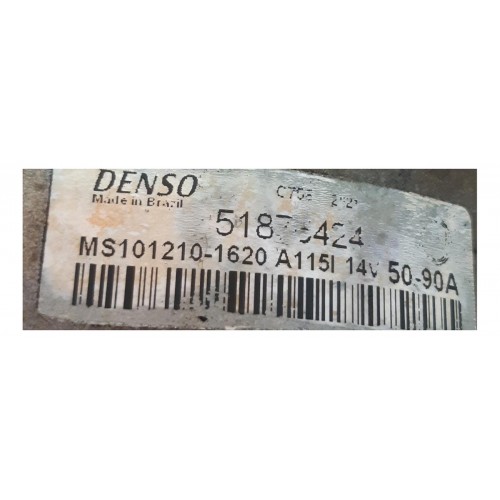 DENSO
Made in Brazil
MS101210-1620 A115I 14V 50-90A